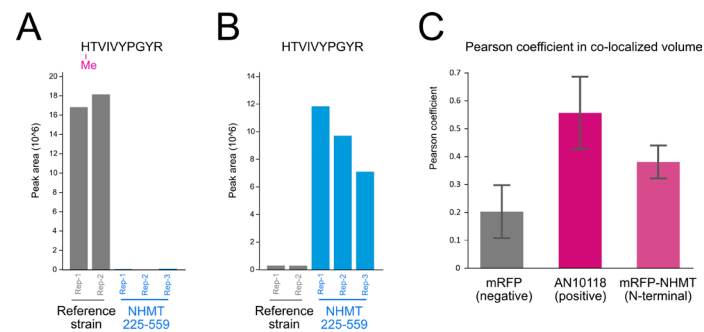 A
HTVIVYPGYR
Me
Peak area (10^6)
20
18
16
14
12
10
8
6
4
2
0
Rep-1
Rep-2
Rep-1
Rep-2
Rep-3
Reference
strain
NHMT
225-559
B
HTVIVYPGYR
Peak area (10^6)
14
12
10
8
6
4
2
0
Rep-1
Rep-2
Rep-1
Rep-2
Rep-3
Reference
strain
NHMT
225-559
C
Pearson coefficient in co-localized volume
Pearson coefficient
0.7
0.6
0.5
0.4
0.3
0.2
0.1
0
mRFP
(negative)
AN10118
(positive)
mRFP-NHMT
(N-terminal)